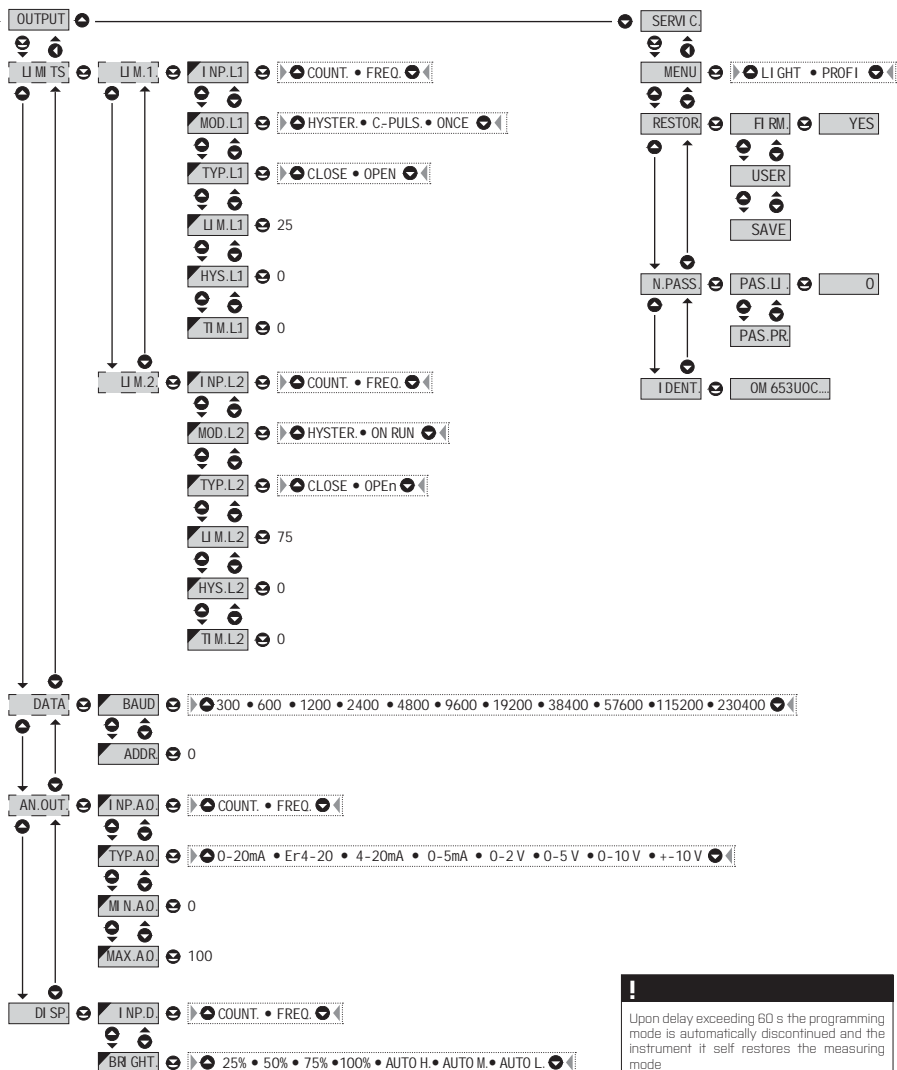 OUTPUT
SERVIC.
LIMITS
LIM.1
INP.L1
COUNT. • FREQ.
MENU
LIGHT • PROFI
MOD.L1
HYSTER. • C-PULS. • ONCE
RESTOR.
FIRM.
YES
TYP.L1
CLOSE • OPEN
USER
LIM.L1
25
SAVE
HYS.L1
0
N.PASS.
PAS.LI.
0
TIM.L1
0
PAS.PR.
LIM.2
INP.L2
COUNT. • FREQ.
IDENT.
OM 653UOC....
MOD.L2
HYSTER. • ON RUN
TYP.L2
CLOSE • OPEn
LIM.L2
75
HYS.L2
0
TIM.L2
0
DATA
BAUD
300 • 600 • 1200 • 2400 • 4800 • 9600 • 19200 • 38400 • 57600 • 115200 • 230400
ADDR.
0
AN.OUT.
INP.A.O.
COUNT. • FREQ.
TYP.A.O.
0-20mA • Er4-20 • 4-20mA • 0-5mA • 0-2 V • 0-5 V • 0-10 V • +-10 V
MIN.A.O.
0
MAX.A.O.
100
DISP.
INP.D.
COUNT. • FREQ.
BRIGHT.
25% • 50% • 75% • 100% • AUTO H. • AUTO M. • AUTO L.
!
Upon delay exceeding 60 s the programming
mode is automatically discontinued and the
instrument it self restores the measuring
mode